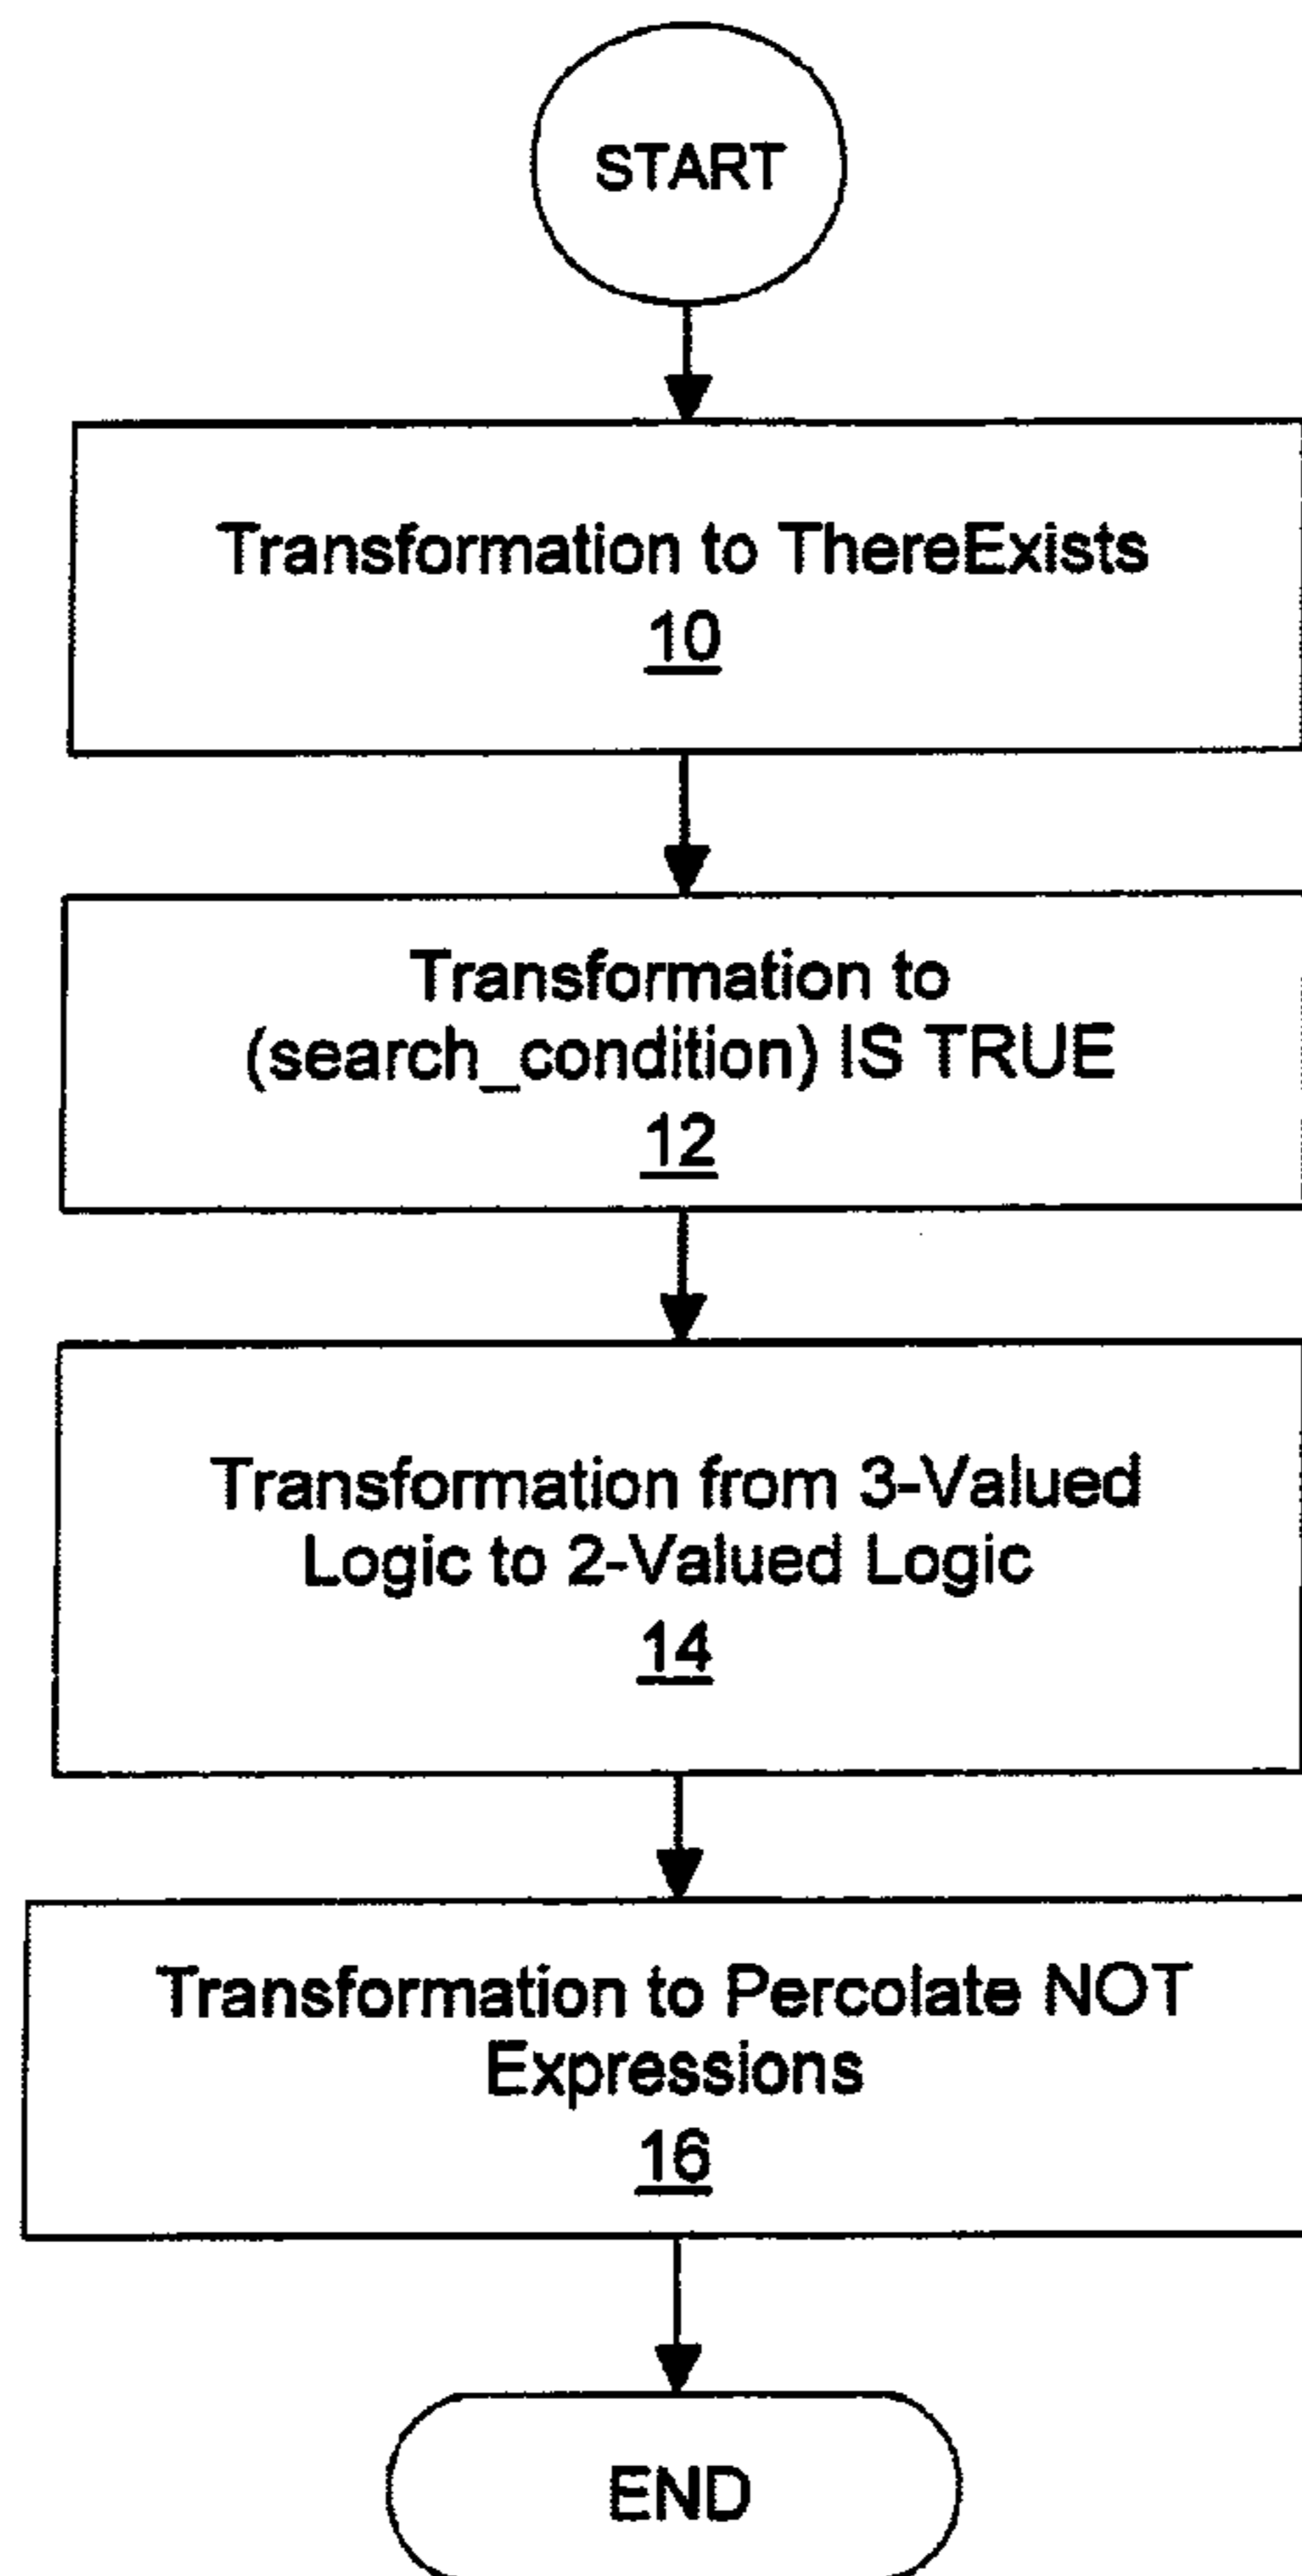 START
Transformation to ThereExists
10
Transformation to
(search_condition) IS TRUE
12
Transformation from 3-Valued
Logic to 2-Valued Logic
14
Transformation to Percolate NOT
Expressions
16
END